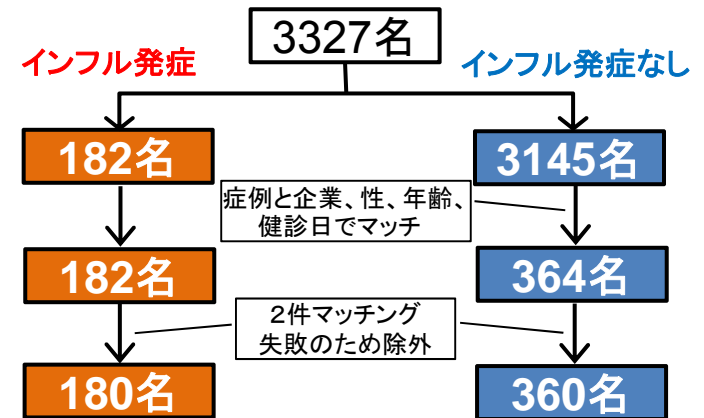 3327名
インフル発症
インフル発症なし
182名
3145名
症例と企業、性、年齢、
健診日でマッチ
182名
364名
２件マッチング
失敗のため除外
180名
360名